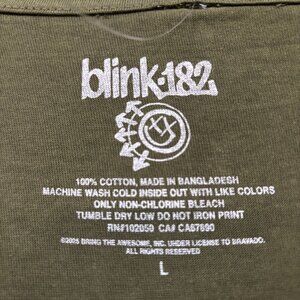 blink-182
100% COTTON, MADE IN BANGLADESH
MACHINE WASH COLD INSIDE OUT WITH LIKE COLORS
ONLY NON-CHLORINE BLEACH
TUMBLE DRY LOW DO NOT IRON PRINT
RN#102050 CA# CA67690
©2005 BRING THE AWESOME, INC. UNDER LICENSE TO BRAVADO.
ALL RIGHTS RESERVED
L